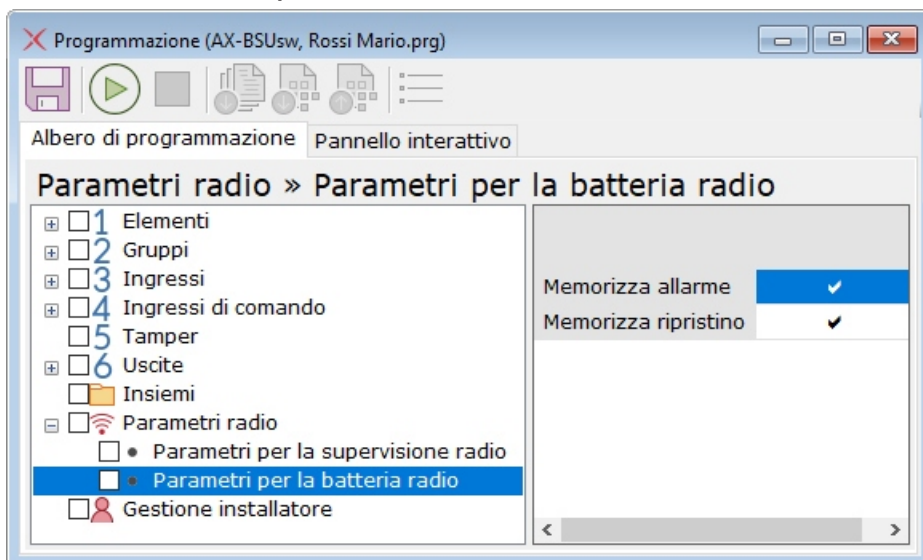 Programmazione (AX-BSUsw, Rossi Mario.prg)
Albero di programmazione Pannello interattivo
Parametri radio » Parametri per la batteria radio
1 Elementi
2 Gruppi
3 Ingressi
4 Ingressi di comando
5 Tamper
6 Uscite
Insiemi
Parametri radio
Parametri per la supervisione radio
Parametri per la batteria radio
Gestione installatore
Memorizza allarme
Memorizza ripristino